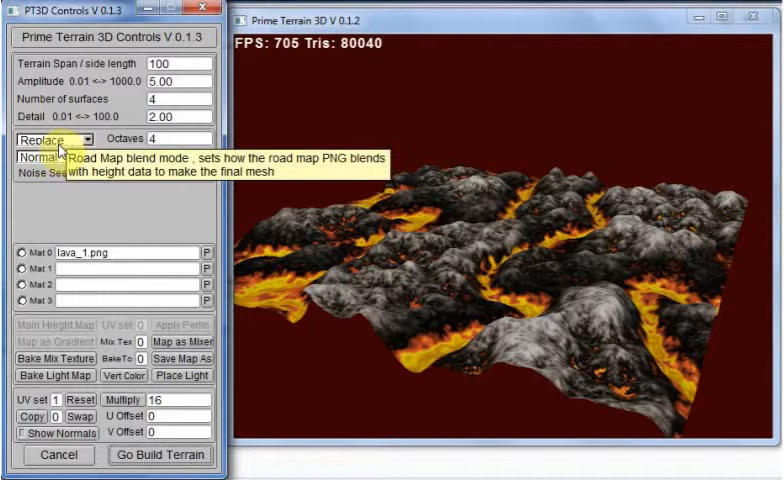 PT3D Controls V 0.1.3
Prime Terrain 3D V 0.1.2
Prime Terrain 3D Controls V 0.1.3
FPS: 705 Tris: 80040
Terrain Span / side length 100
Amplitude 0.01 <-> 1000.0 5.00
Number of surfaces 4
Detail 0.01 <-> 100.0 2.00
Replace Octaves 4
Normal
Road Map blend mode , sets how the road map PNG blends
with height data to make the final mesh
Noise See
Mat 0 lava_1.png P
Mat 1 P
Mat 2 P
Mat 3 P
Main Hieght Map UV set 0 Apply Perlin
Map as Gradient Mix Tex 0 Map as Mixer
Bake Mix Texture BakeTo 0 Save Map As
Bake Light Map Vert Color Place Light
UV set 1 Reset Multiply 16
Copy 0 Swap U Offset 0
Show Normals V Offset 0
Cancel Go Build Terrain